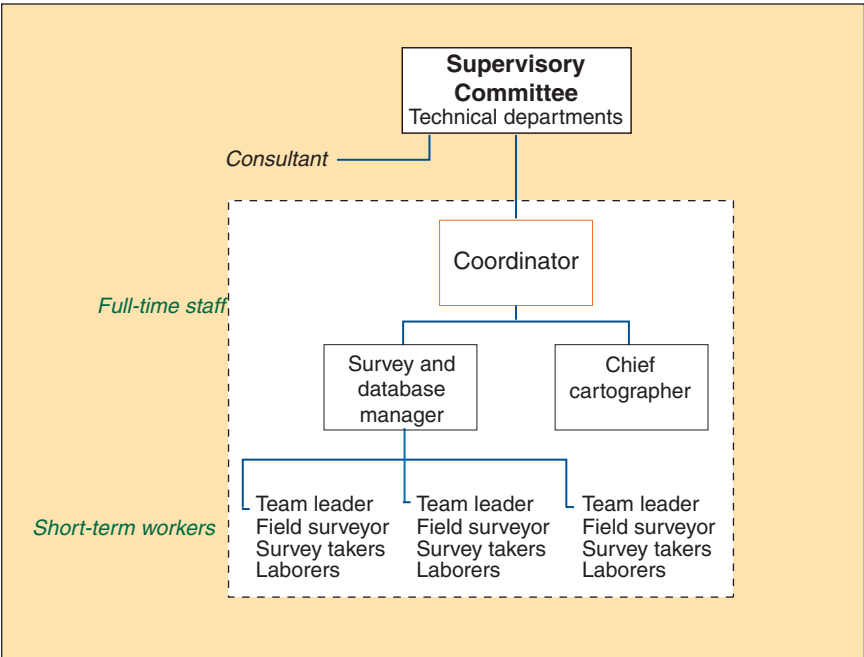 Supervisory
Committee
Technical departments
Consultant
Coordinator
Full-time staff
Survey and
database
manager
Chief
cartographer
Short-term workers
Team leader
Field surveyor
Survey takers
Laborers
Team leader
Field surveyor
Survey takers
Laborers
Team leader
Field surveyor
Survey takers
Laborers